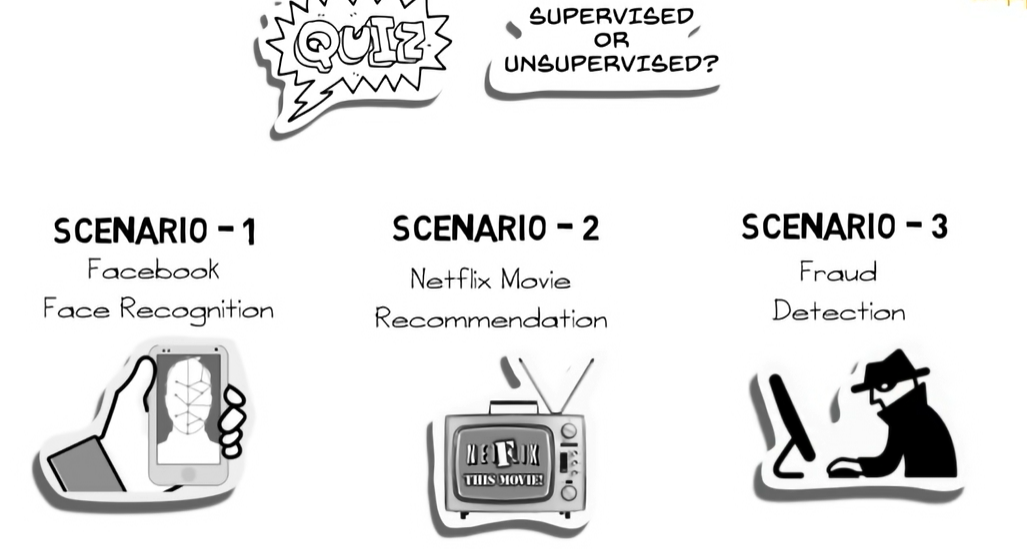 QUIZ
SUPERVISED
OR
UNSUPERVISED?
SCENARIO - 1
Facebook
Face Recognition
SCENARIO - 2
Netflix Movie
Recommendation
SCENARIO - 3
Fraud
Detection
NETFLIX
THIS MOVIE!